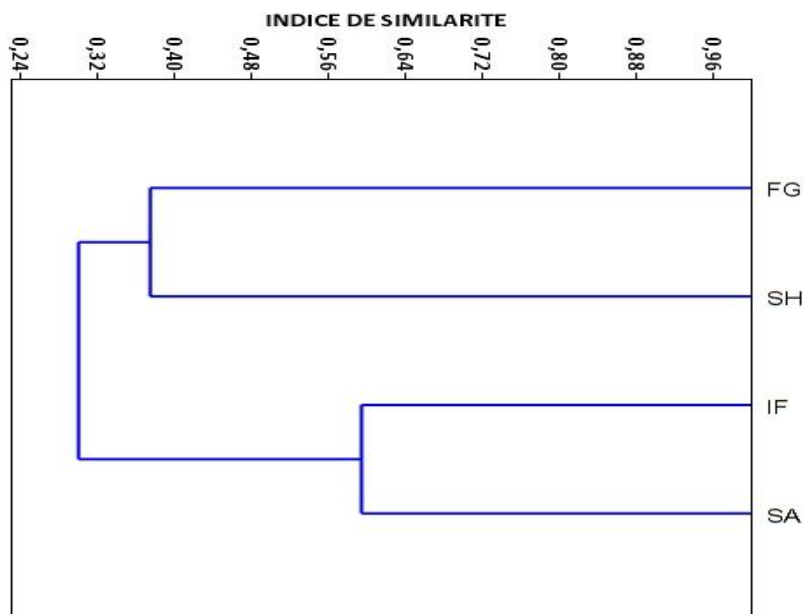 INDICE DE SIMILARITE
0,24
0,32
0,40
0,48
0,56
0,64
0,72
0,80
0,88
0,96
FG
SH
IF
SA